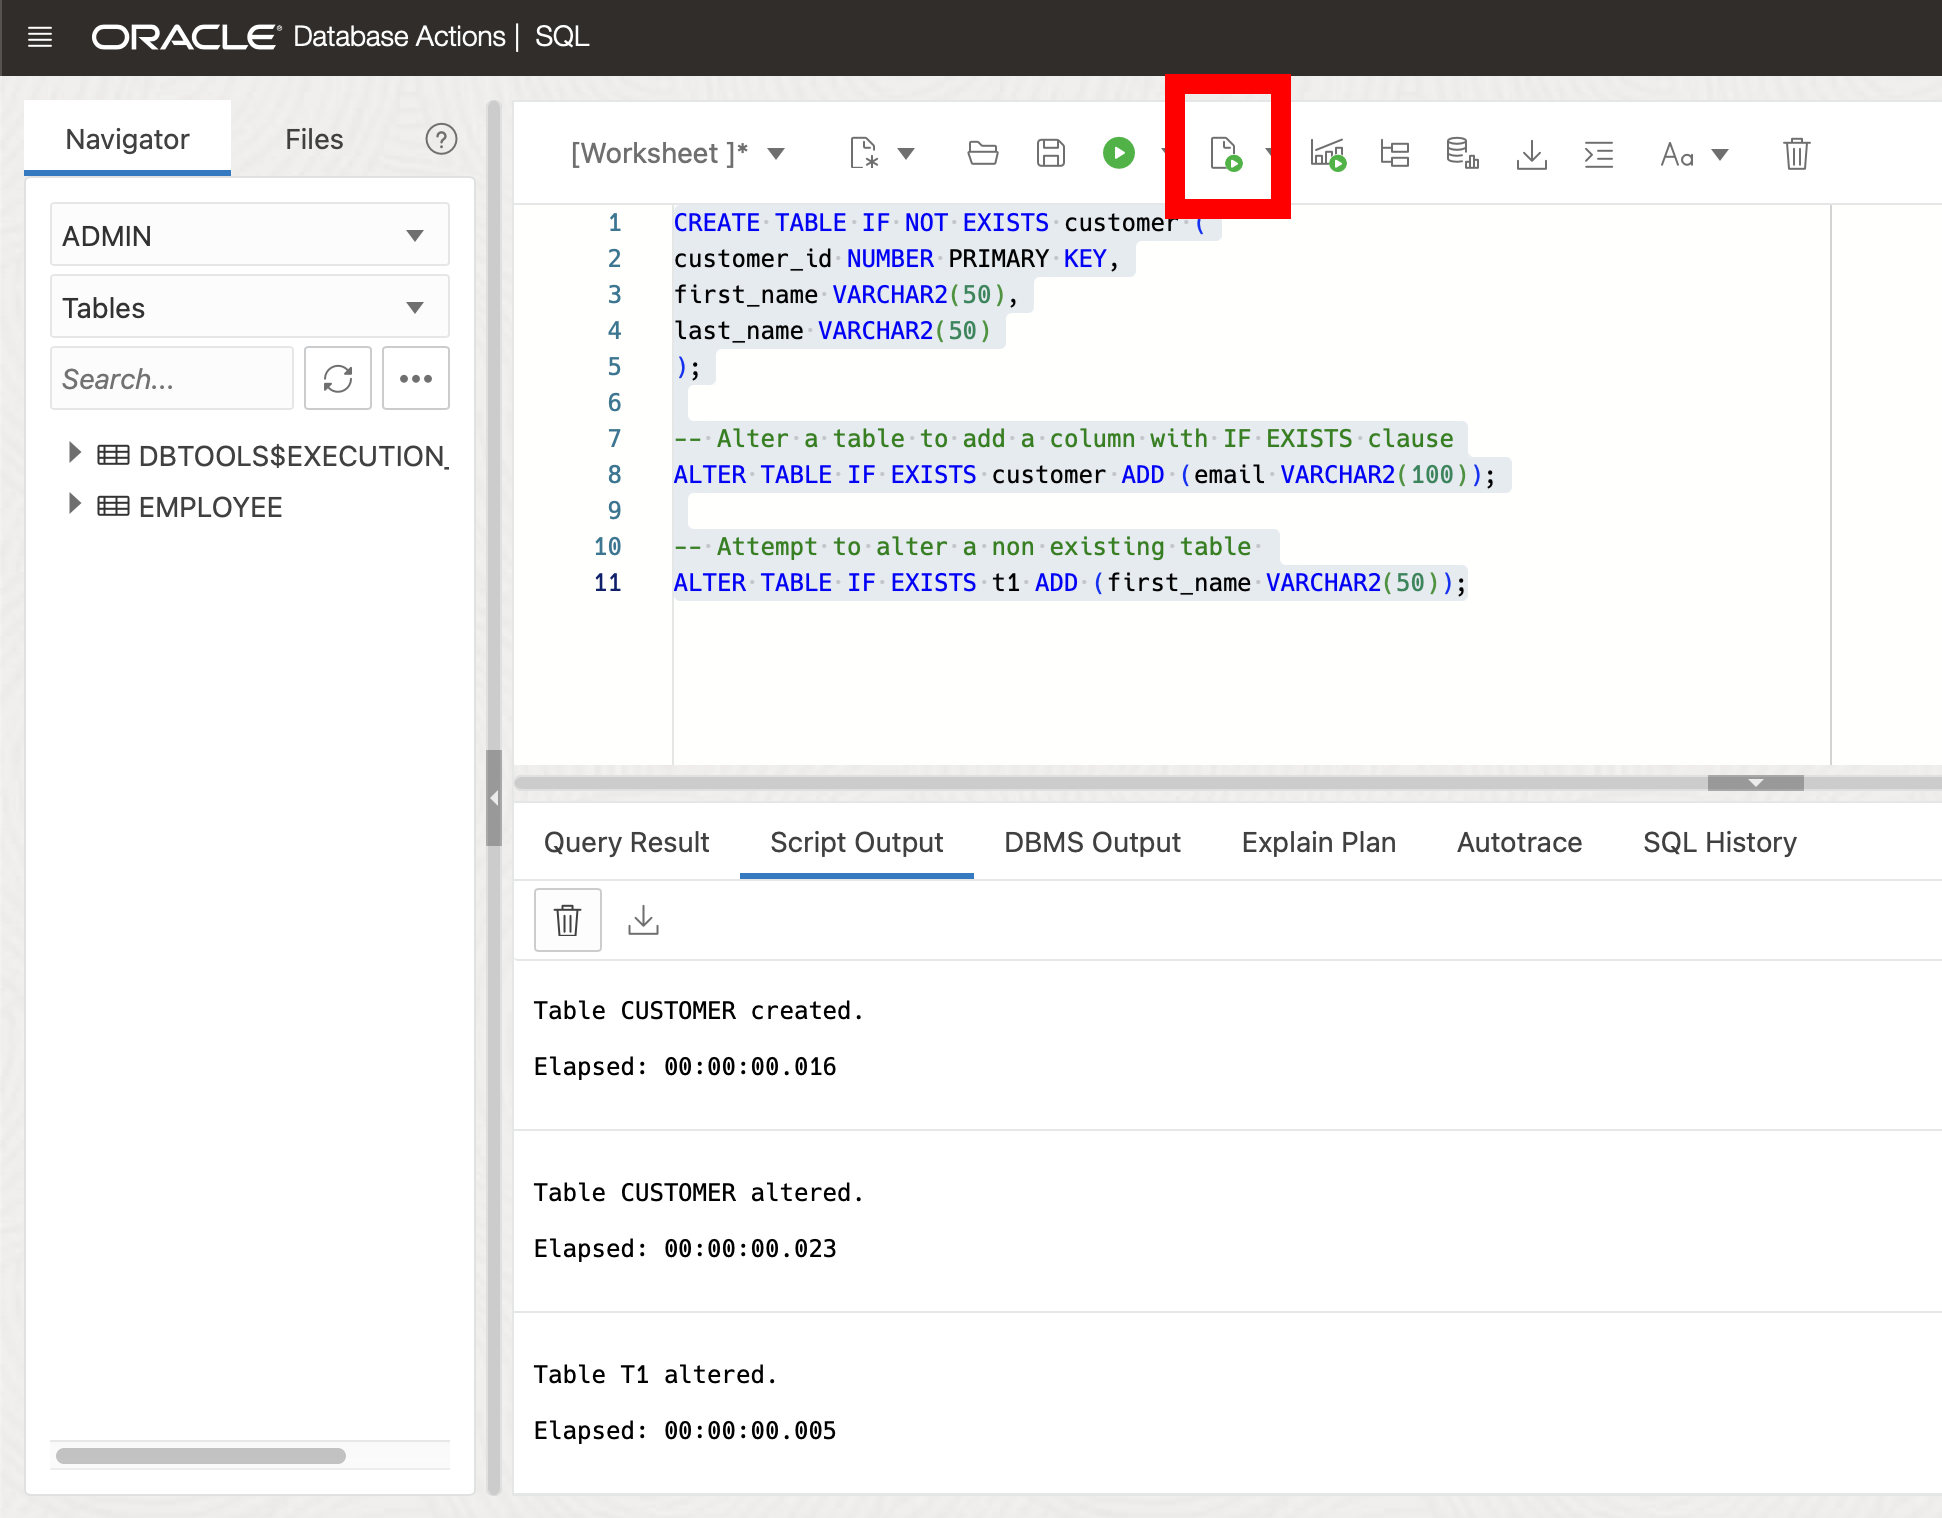 ORACLE Database Actions | SQL
Navigator
Files
?
ADMIN
Tables
Search...
DBTOOLS$EXECUTION_
EMPLOYEE
[Worksheet ]*
Aa
1 CREATE TABLE IF NOT EXISTS customer (
2 customer_id NUMBER PRIMARY KEY,
3 first_name VARCHAR2(50),
4 last_name VARCHAR2(50)
5 );
6
7 -- Alter a table to add a column with IF EXISTS clause
8 ALTER TABLE IF EXISTS customer ADD (email VARCHAR2(100));
9
10 -- Attempt to alter a non existing table
11 ALTER TABLE IF EXISTS t1 ADD (first_name VARCHAR2(50));
Query Result
Script Output
DBMS Output
Explain Plan
Autotrace
SQL History
Table CUSTOMER created.
Elapsed: 00:00:00.016
Table CUSTOMER altered.
Elapsed: 00:00:00.023
Table T1 altered.
Elapsed: 00:00:00.005